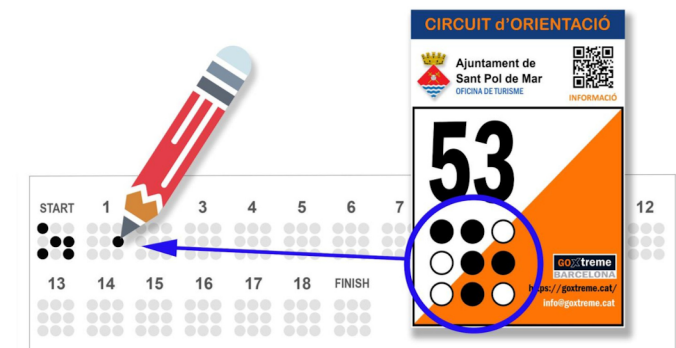 CIRCUIT d'ORIENTACIÓ
Ajuntament de
Sant Pol de Mar
OFICINA DE TURISME
INFORMACIÓ
53
GOXtreme
BARCELONA
https://goxtreme.cat/
info@goxtreme.cat
START 1 3 4 5 6 7 12
13 14 15 16 17 18 FINISH